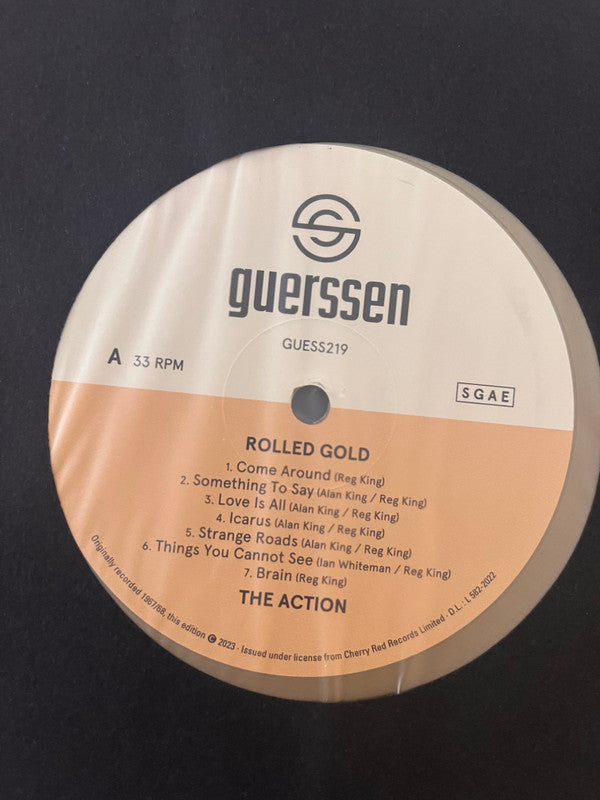 guerssen
GUESS219
A 33 RPM
SGAE
ROLLED GOLD
1. Come Around (Reg King)
2. Something To Say (Alan King / Reg King)
3. Love Is All (Alan King / Reg King)
4. Icarus (Alan King / Reg King)
5. Strange Roads (Alan King / Reg King)
6. Things You Cannot See (Ian Whiteman / Reg King)
7. Brain (Reg King)
THE ACTION
Originally recorded 1967/68, this edition © 2023 · Issued under license from Cherry Red Records Limited · D.L.: L 582-2022